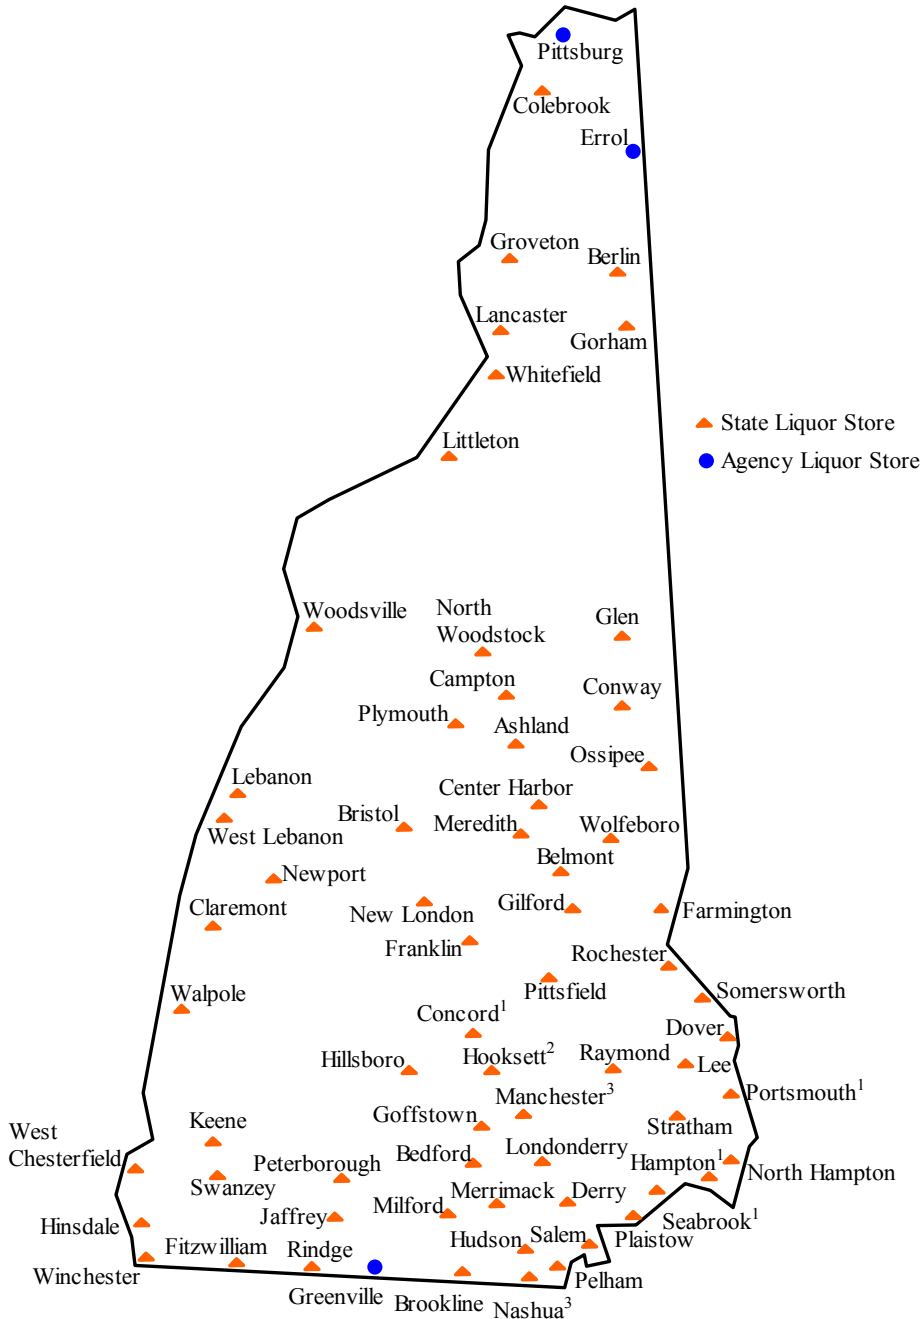 Pittsburg
Colebrook
Errol
Groveton
Berlin
Lancaster
Gorham
Whitefield
State Liquor Store
Littleton
Agency Liquor Store
Woodsville
North
Woodstock
Glen
Campton
Conway
Plymouth
Ashland
Ossipee
Lebanon
Center Harbor
Bristol
Meredith
Wolfeboro
West Lebanon
Belmont
Newport
Claremont
New London
Gilford
Farmington
Franklin
Rochester
Pittsfield
Somersworth
Walpole
Concord¹
Dover
Hillsboro
Hooksett²
Raymond
Lee
Portsmouth¹
Manchester³
Goffstown
Stratham
Keene
West
Chesterfield
Bedford
Londonderry
Hampton¹
North Hampton
Peterborough
Swanzey
Merrimack
Derry
Milford
Jaffrey
Seabrook¹
Hinsdale
Hudson
Salem
Plaistow
Fitzwilliam
Rindge
Winchester
Pelham
Greenville
Brookline
Nashua³